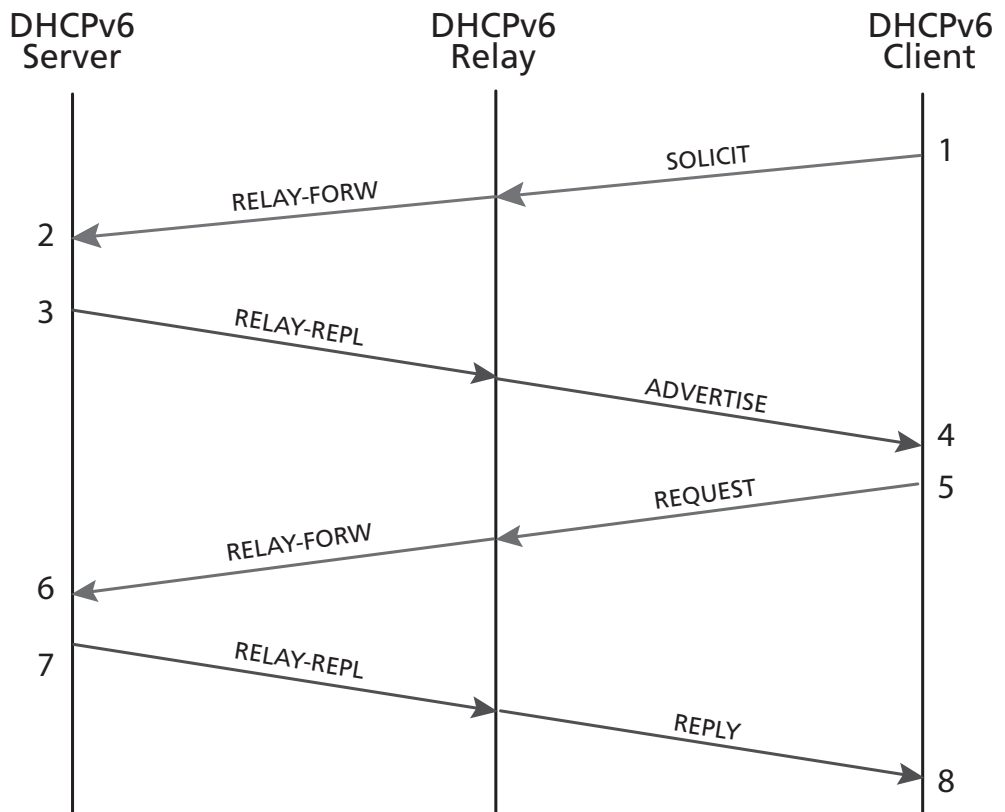 DHCPv6
Server
DHCPv6
Relay
DHCPv6
Client
1
SOLICIT
RELAY-FORW
2
3
RELAY-REPL
ADVERTISE
4
5
REQUEST
RELAY-FORW
6
7
RELAY-REPL
REPLY
8